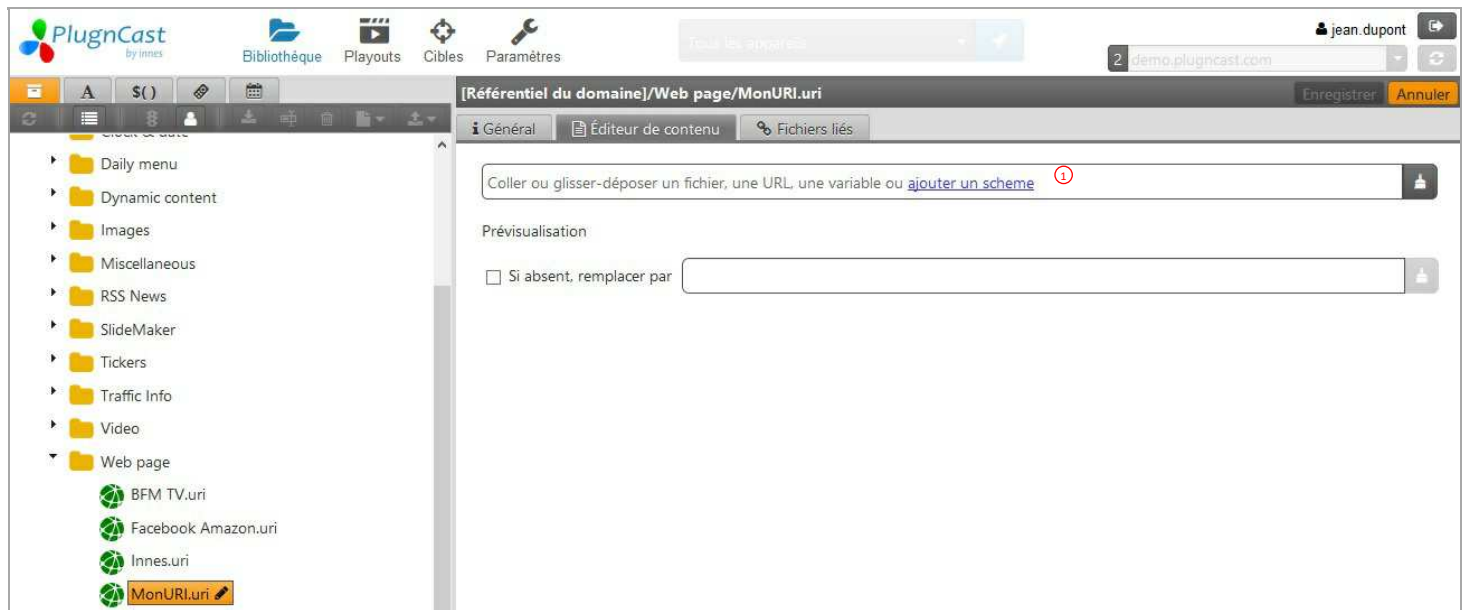 PlugnCast
by innes
Bibliothèque
Playouts
Cibles
Paramètres
Tous les appareils
jean.dupont
2 demo.plugncast.com
A
$()
[Référentiel du domaine]/Web page/MonURI.uri
Enregistrer
Annuler
i Général
Éditeur de contenu
Fichiers liés
Clock & date
Daily menu
Dynamic content
Images
Miscellaneous
RSS News
SlideMaker
Tickers
Traffic Info
Video
Web page
BFM TV.uri
Facebook Amazon.uri
Innes.uri
MonURI.uri
Coller ou glisser-déposer un fichier, une URL, une variable ou ajouter un scheme
1
Prévisualisation
Si absent, remplacer par